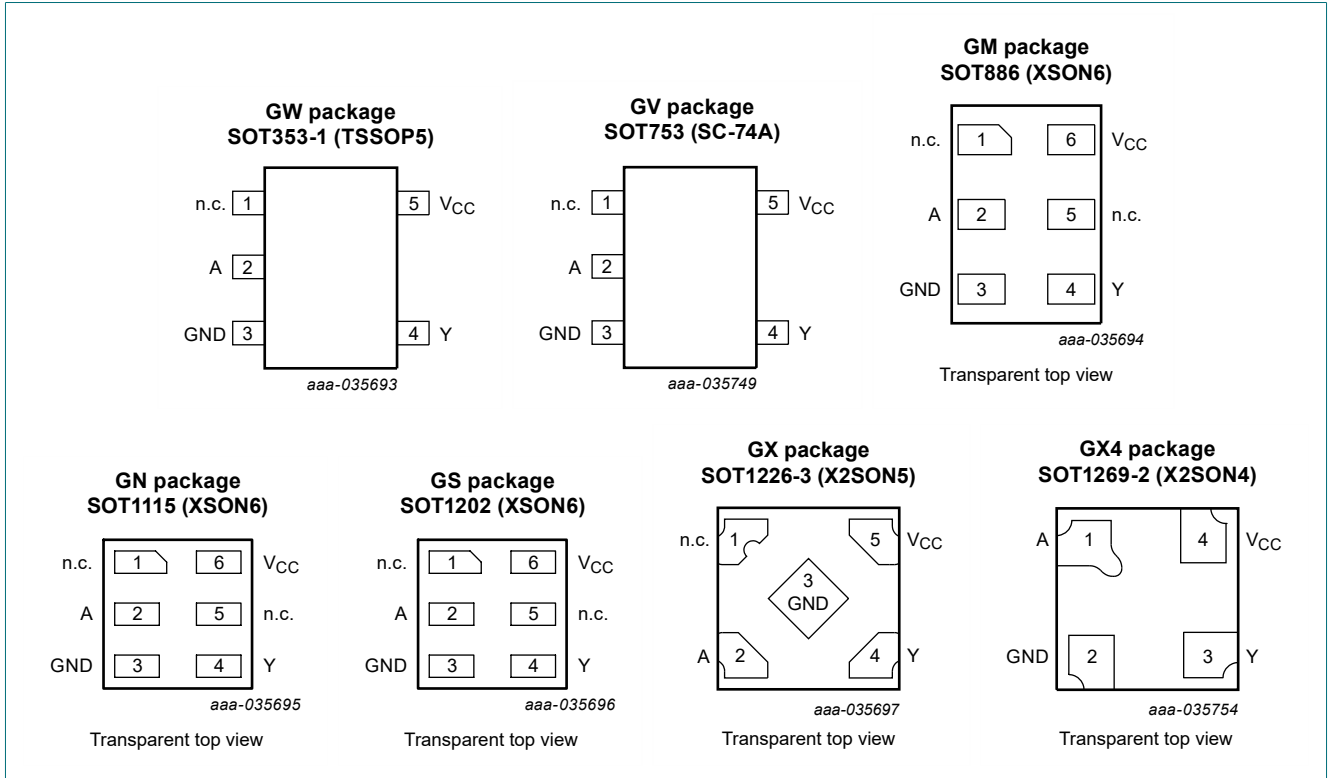 GW package
SOT353-1 (TSSOP5)
n.c. 1
5 VCC
A 2
GND 3
4 Y
aaa-035693
GV package
SOT753 (SC-74A)
n.c. 1
5 VCC
A 2
GND 3
4 Y
aaa-035749
GM package
SOT886 (XSON6)
n.c. 1
6 VCC
A 2
5 n.c.
GND 3
4 Y
aaa-035694
Transparent top view
GN package
SOT1115 (XSON6)
n.c. 1
6 VCC
A 2
5 n.c.
GND 3
4 Y
aaa-035695
Transparent top view
GS package
SOT1202 (XSON6)
n.c. 1
6 VCC
A 2
5 n.c.
GND 3
4 Y
aaa-035696
Transparent top view
GX package
SOT1226-3 (X2SON5)
n.c. 1
5 VCC
3
GND
A 2
4 Y
aaa-035697
Transparent top view
GX4 package
SOT1269-2 (X2SON4)
A 1
4 VCC
GND 2
3 Y
aaa-035754
Transparent top view